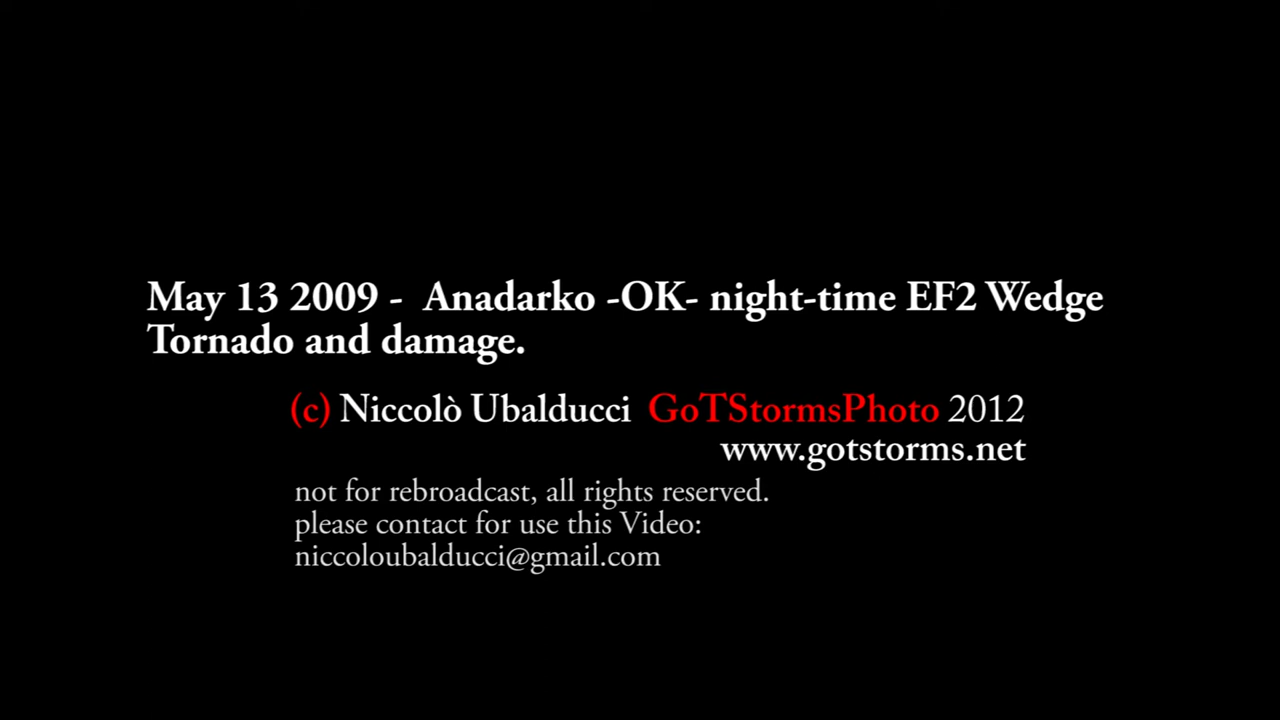 May 13 2009 - Anadarko -OK- night-time EF2 Wedge
Tornado and damage.
(c) Niccolò Ubalducci GoTStormsPhoto 2012
www.gotstorms.net
not for rebroadcast, all rights reserved.
please contact for use this Video:
niccoloubalducci@gmail.com